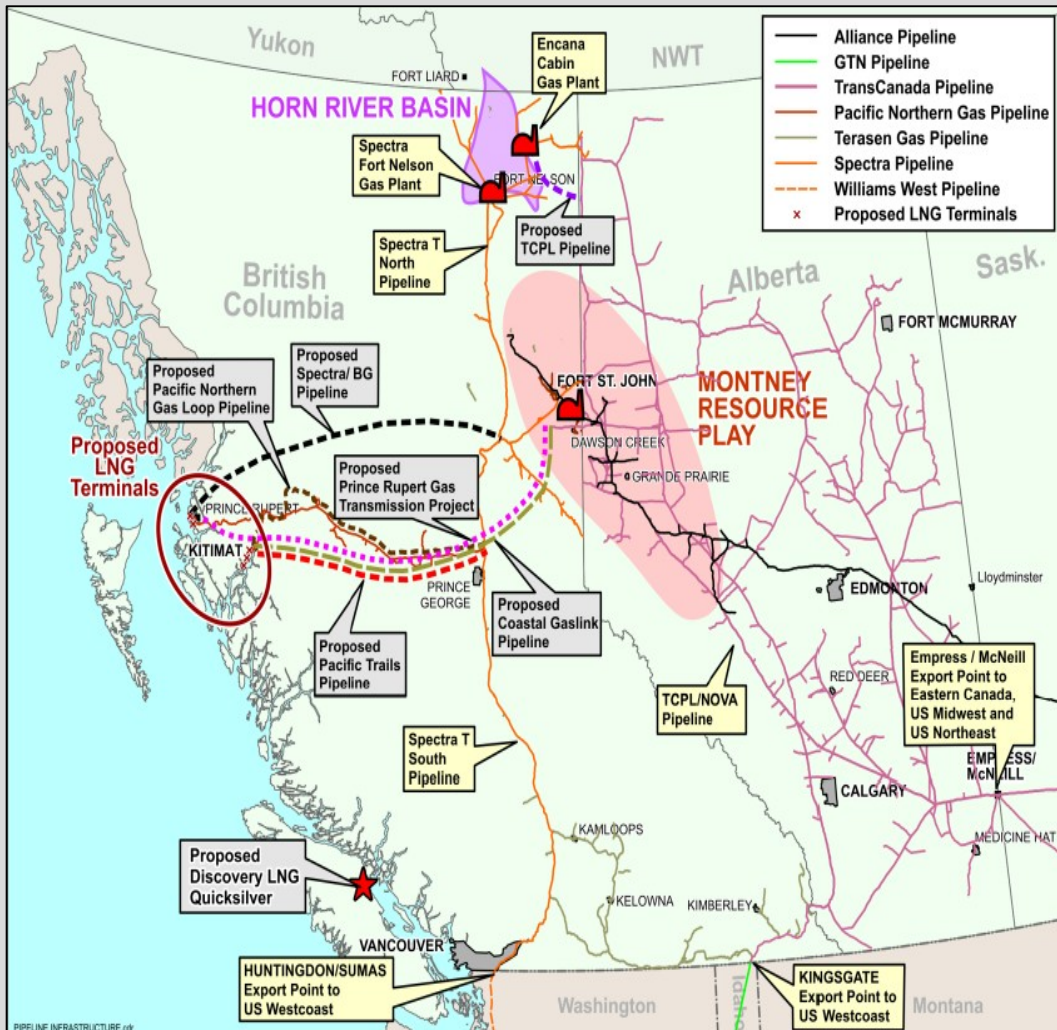 Yukon
NWT
FORT LIARD
Encana
Cabin
Gas Plant
HORN RIVER BASIN
Spectra
Fort Nelson
Gas Plant
FORT NELSON
Proposed
TCPL Pipeline
Spectra T
North
Pipeline
Alliance Pipeline
GTN Pipeline
TransCanada Pipeline
Pacific Northern Gas Pipeline
Terasen Gas Pipeline
Spectra Pipeline
Williams West Pipeline
x Proposed LNG Terminals
British
Columbia
Alberta
Sask.
FORT MCMURRAY
Proposed
Pacific Northern
Gas Loop Pipeline
Proposed
Spectra/ BG
Pipeline
FORT ST. JOHN
MONTNEY
RESOURCE
PLAY
DAWSON CREEK
GRANDE PRAIRIE
Proposed
LNG
Terminals
PRINCE RUPERT
KITIMAT
Proposed
Prince Rupert Gas
Transmission Project
PRINCE
GEORGE
Proposed
Coastal Gaslink
Pipeline
Proposed
Pacific Trails
Pipeline
EDMONTON
Lloydminster
TCPL/NOVA
Pipeline
RED DEER
Empress / McNeill
Export Point to
Eastern Canada,
US Midwest and
US Northeast
EMPRESS/
McNEILL
Spectra T
South
Pipeline
CALGARY
MEDICINE HAT
KAMLOOPS
Proposed
Discovery LNG
Quicksilver
KELOWNA
KIMBERLEY
VANCOUVER
HUNTINGDON/SUMAS
Export Point to
US Westcoast
Washington
Idaho
KINGSGATE
Export Point to
US Westcoast
Montana
PIPELINE INFRASTRUCTURE.cdr